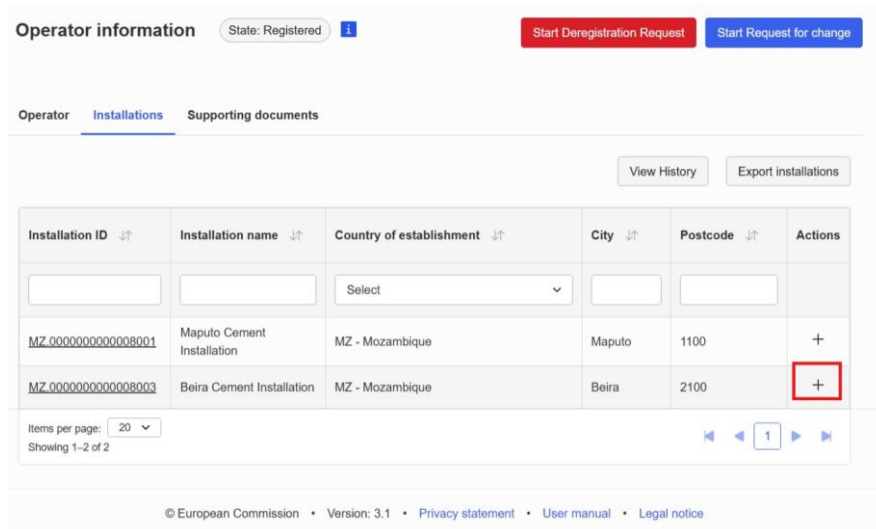 Operator information State: Registered i Start Deregistration Request Start Request for change
Operator Installations Supporting documents
View History Export installations
Installation ID Installation name Country of establishment City Postcode Actions
Select
MZ.0000000000008001 Maputo Cement Installation MZ - Mozambique Maputo 1100 +
MZ.0000000000008003 Beira Cement Installation MZ - Mozambique Beira 2100 +
Items per page: 20
Showing 1–2 of 2 1
© European Commission • Version: 3.1 • Privacy statement • User manual • Legal notice